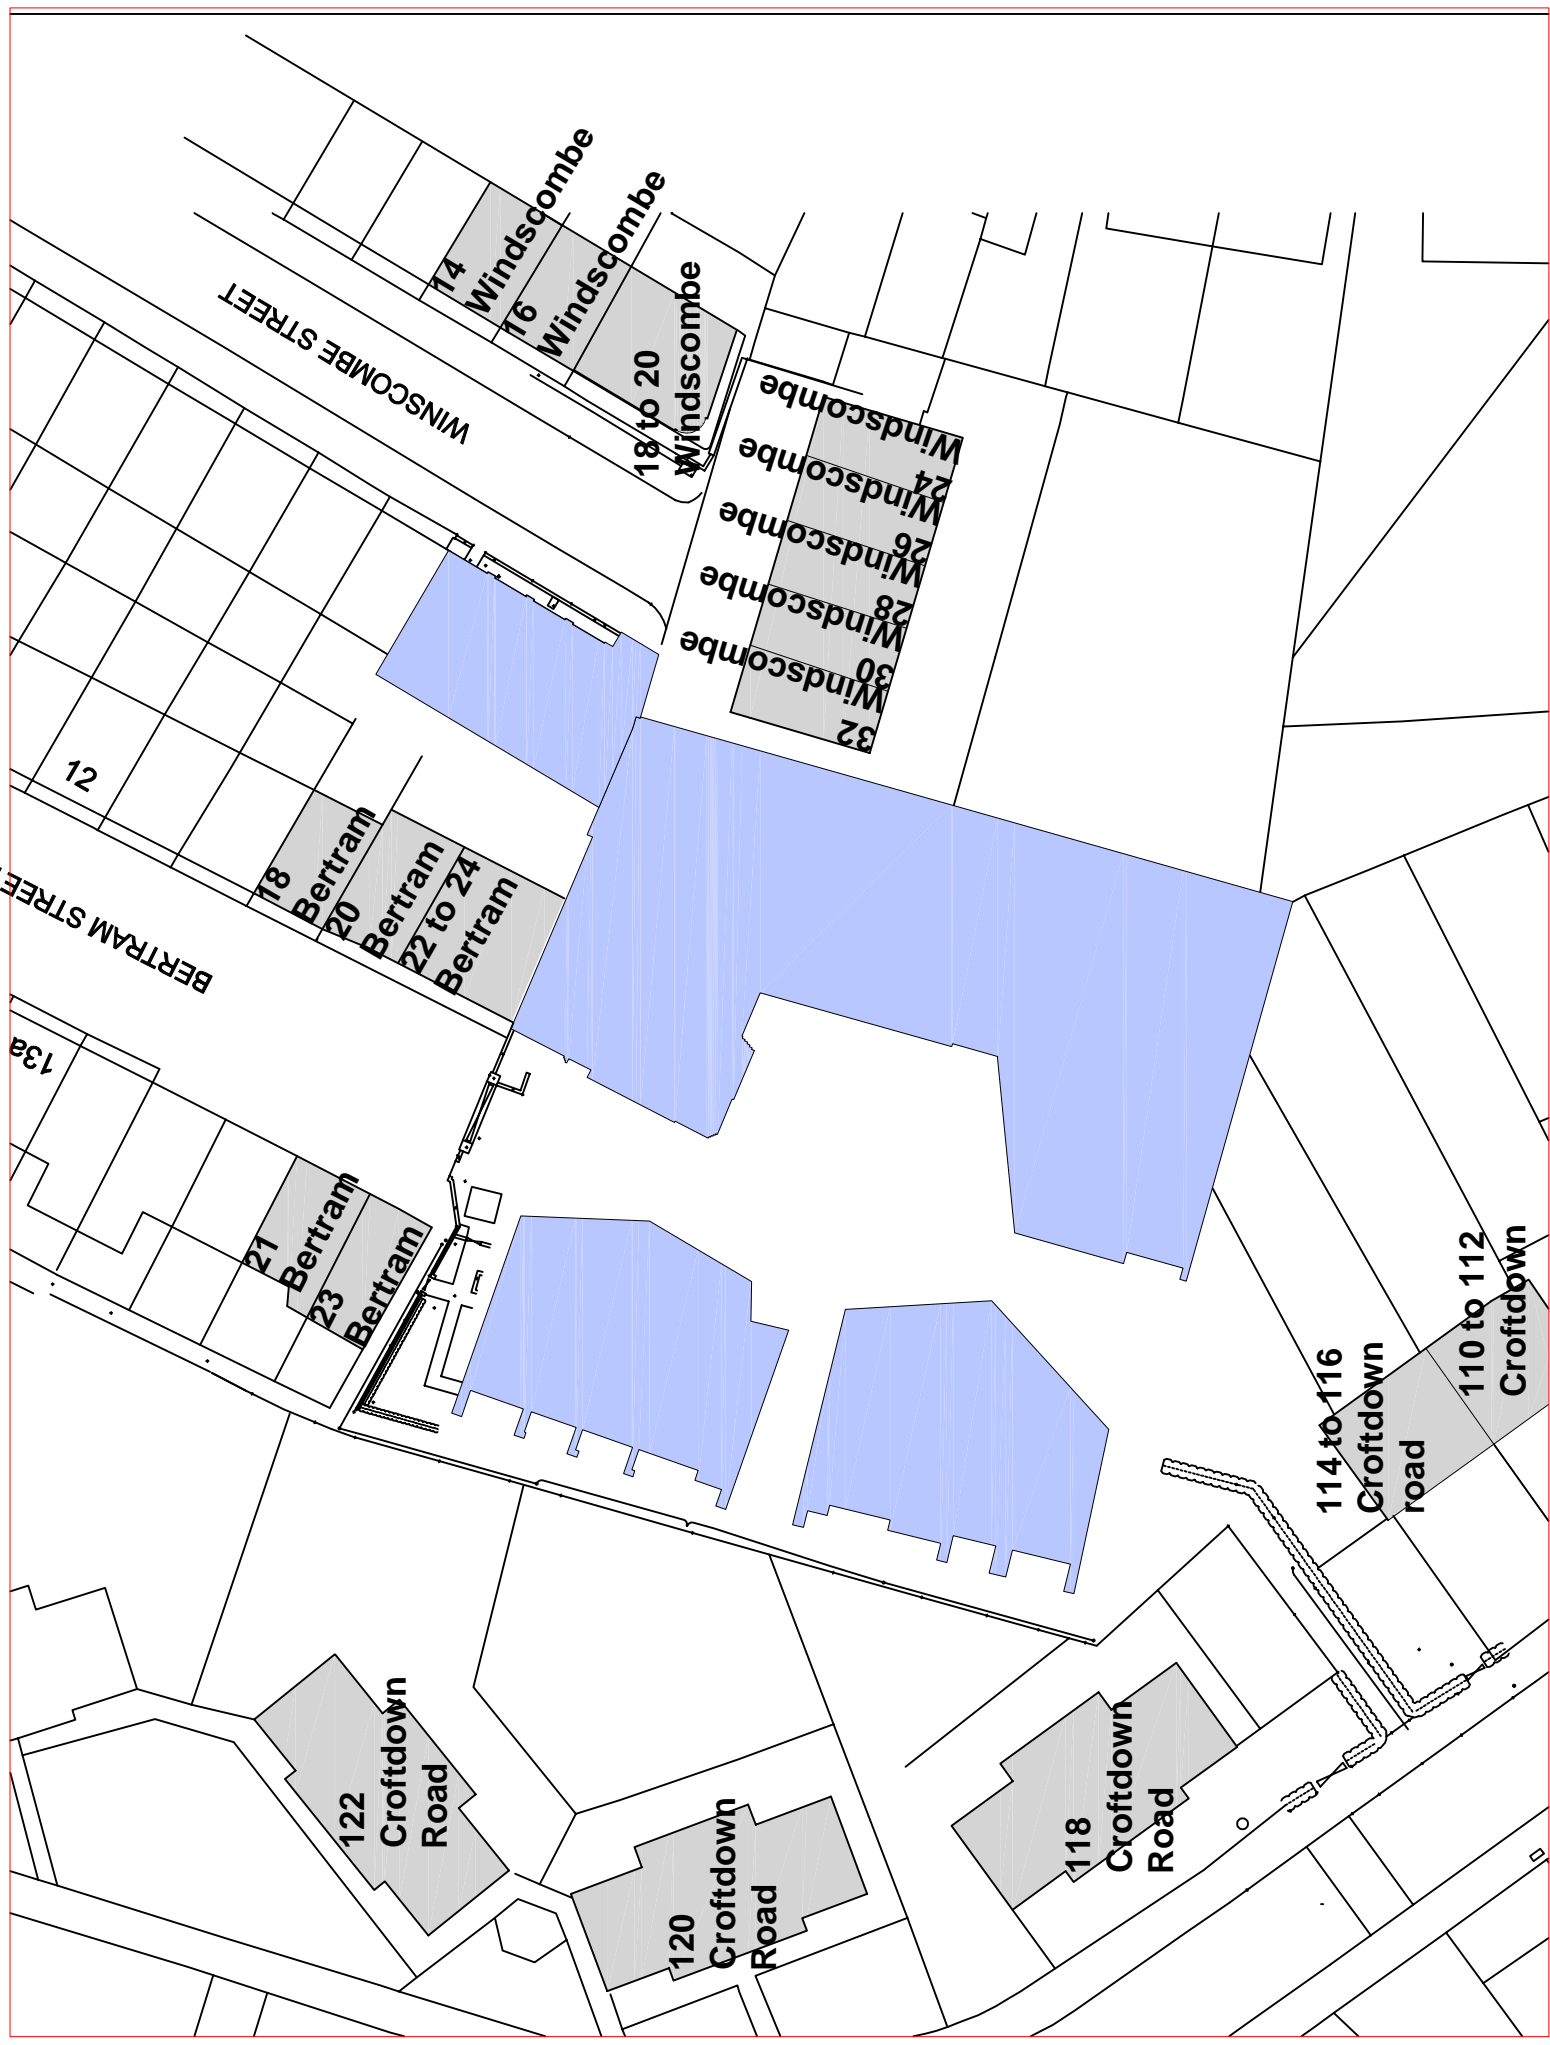 14
Windscombe
16
Windscombe
18 to 20
Windscombe
WINSCOMBE STREET
Windscombe
24
Windscombe
26
Windscombe
28
Windscombe
30
Windscombe
32
12
18
Bertram
20
Bertram
22 to 24
Bertram
BERTRAM STREE
13a
21
Bertram
23
Bertram
110 to 112
Croftdown
114 to 116
Croftdown
road
122
Croftdown
Road
120
Croftdown
Road
118
Croftdown
Road